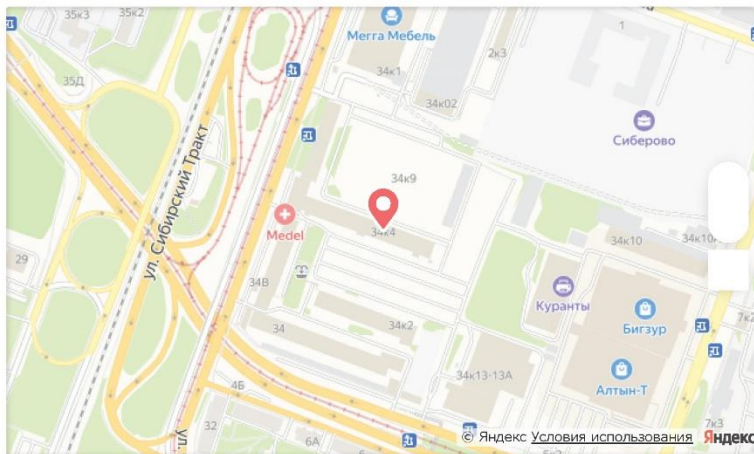 35к3
35к2
1
Мегга Мебель
2к3
35Д
34к1
34к02
Сиберово
ул. Сибирский Тракт
34к9
Medel
34к4
34к10
34к10А
29
34В
Куранты
Бигзур
34
34к2
7к2
34к13-13А
Алтын-Т
4Б
32
6А
ул.
7к3
© Яндекс Условия использования Яндекс